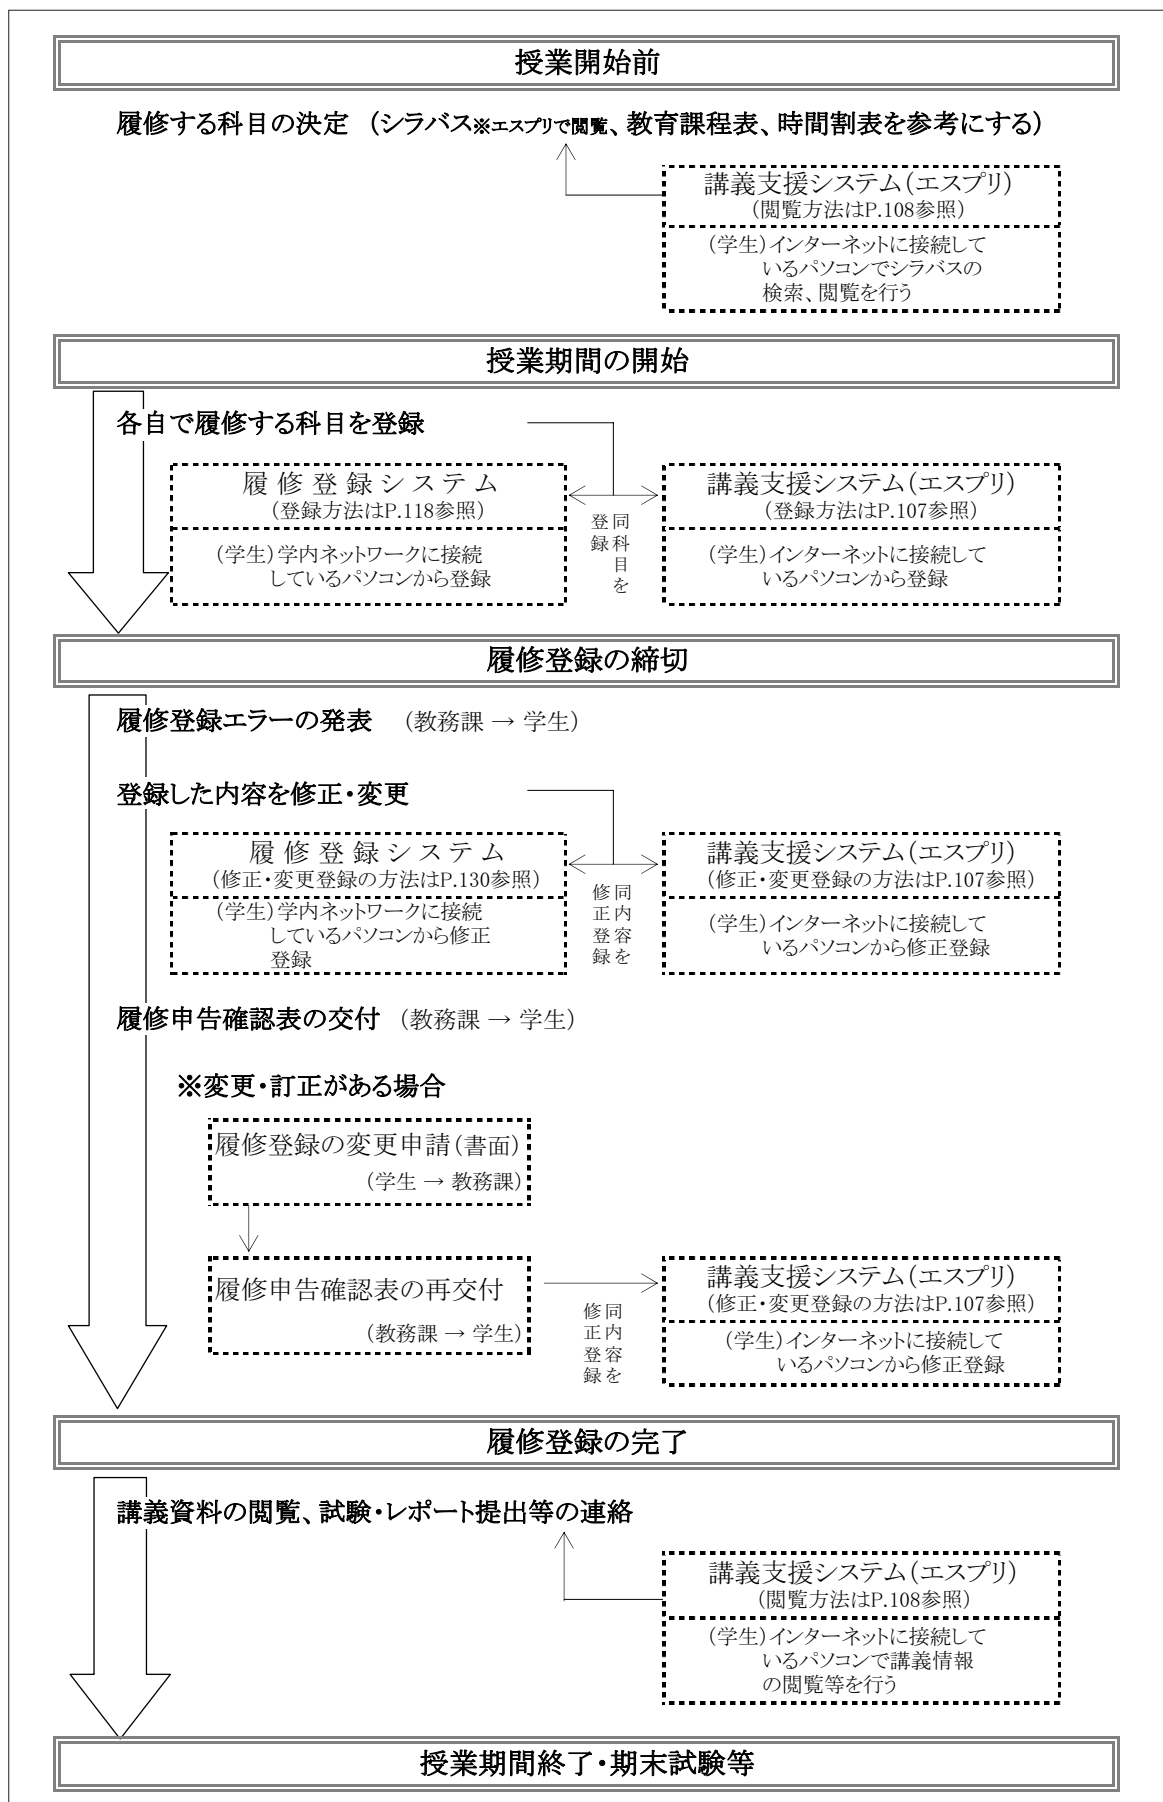 授業開始前
履修する科目の決定 (シラバス※エスプリで閲覧、教育課程表、時間割表を参考にする)
講義支援システム(エスプリ)
(閲覧方法はP.108参照)
(学生)インターネットに接続して
いるパソコンでシラバスの
検索、閲覧を行う
授業期間の開始
各自で履修する科目を登録
履修登録システム
(登録方法はP.118参照)
(学生)学内ネットワークに接続
しているパソコンから登録
同科目を
登録
講義支援システム(エスプリ)
(登録方法はP.107参照)
(学生)インターネットに接続して
いるパソコンから登録
履修登録の締切
履修登録エラーの発表 (教務課 → 学生)
登録した内容を修正・変更
履修登録システム
(修正・変更登録の方法はP.130参照)
(学生)学内ネットワークに接続
しているパソコンから修正
登録
同内容を
修正登録
講義支援システム(エスプリ)
(修正・変更登録の方法はP.107参照)
(学生)インターネットに接続して
いるパソコンから修正登録
履修申告確認表の交付 (教務課 → 学生)
※変更・訂正がある場合
履修登録の変更申請(書面)
(学生 → 教務課)
履修申告確認表の再交付
(教務課 → 学生)
同内容を
修正登録
講義支援システム(エスプリ)
(修正・変更登録の方法はP.107参照)
(学生)インターネットに接続して
いるパソコンから修正登録
履修登録の完了
講義資料の閲覧、試験・レポート提出等の連絡
講義支援システム(エスプリ)
(閲覧方法はP.108参照)
(学生)インターネットに接続して
いるパソコンで講義情報
の閲覧等を行う
授業期間終了・期末試験等